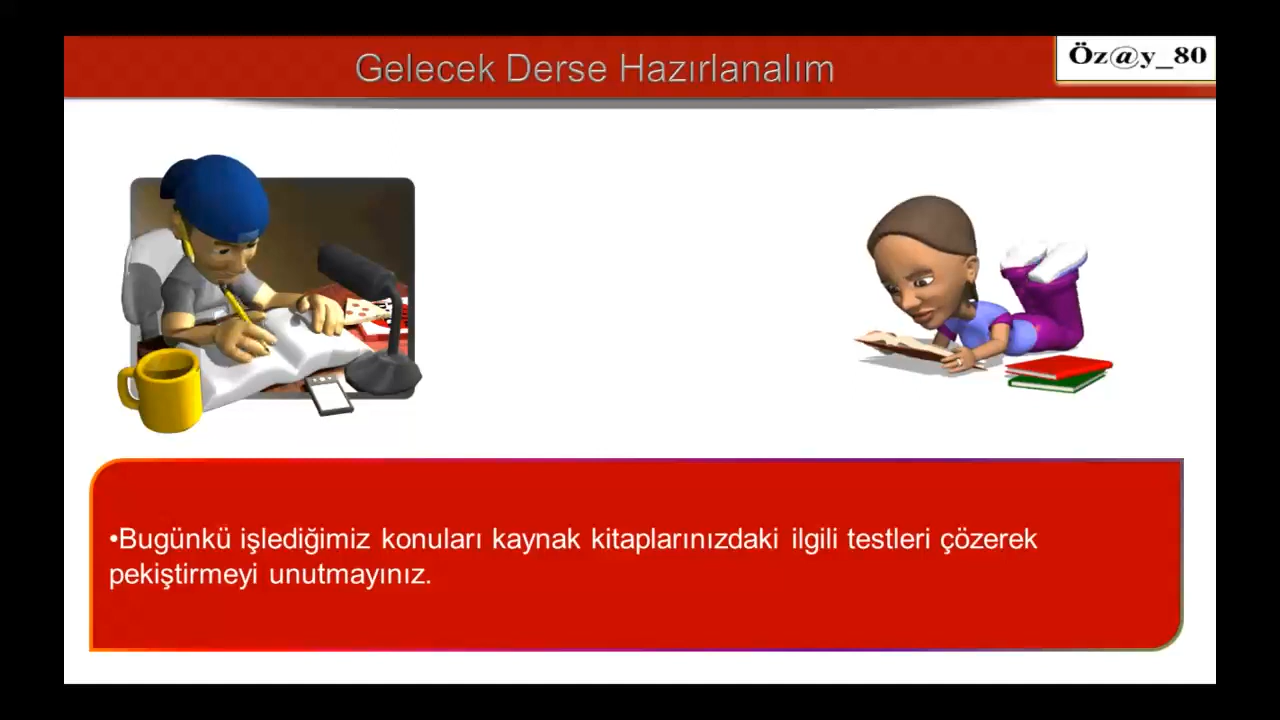 Gelecek Derse Hazırlanalım
Öz@y_80
•Bugünkü işlediğimiz konuları kaynak kitaplarınızdaki ilgili testleri çözerek
pekiştirmeyi unutmayınız.